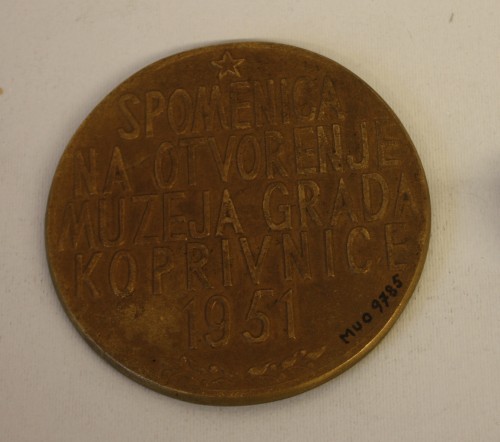 SPOMENICA
NA OTVORENJE
MUZEJA GRADA
KOPRIVNICE
1951
MUO 9785